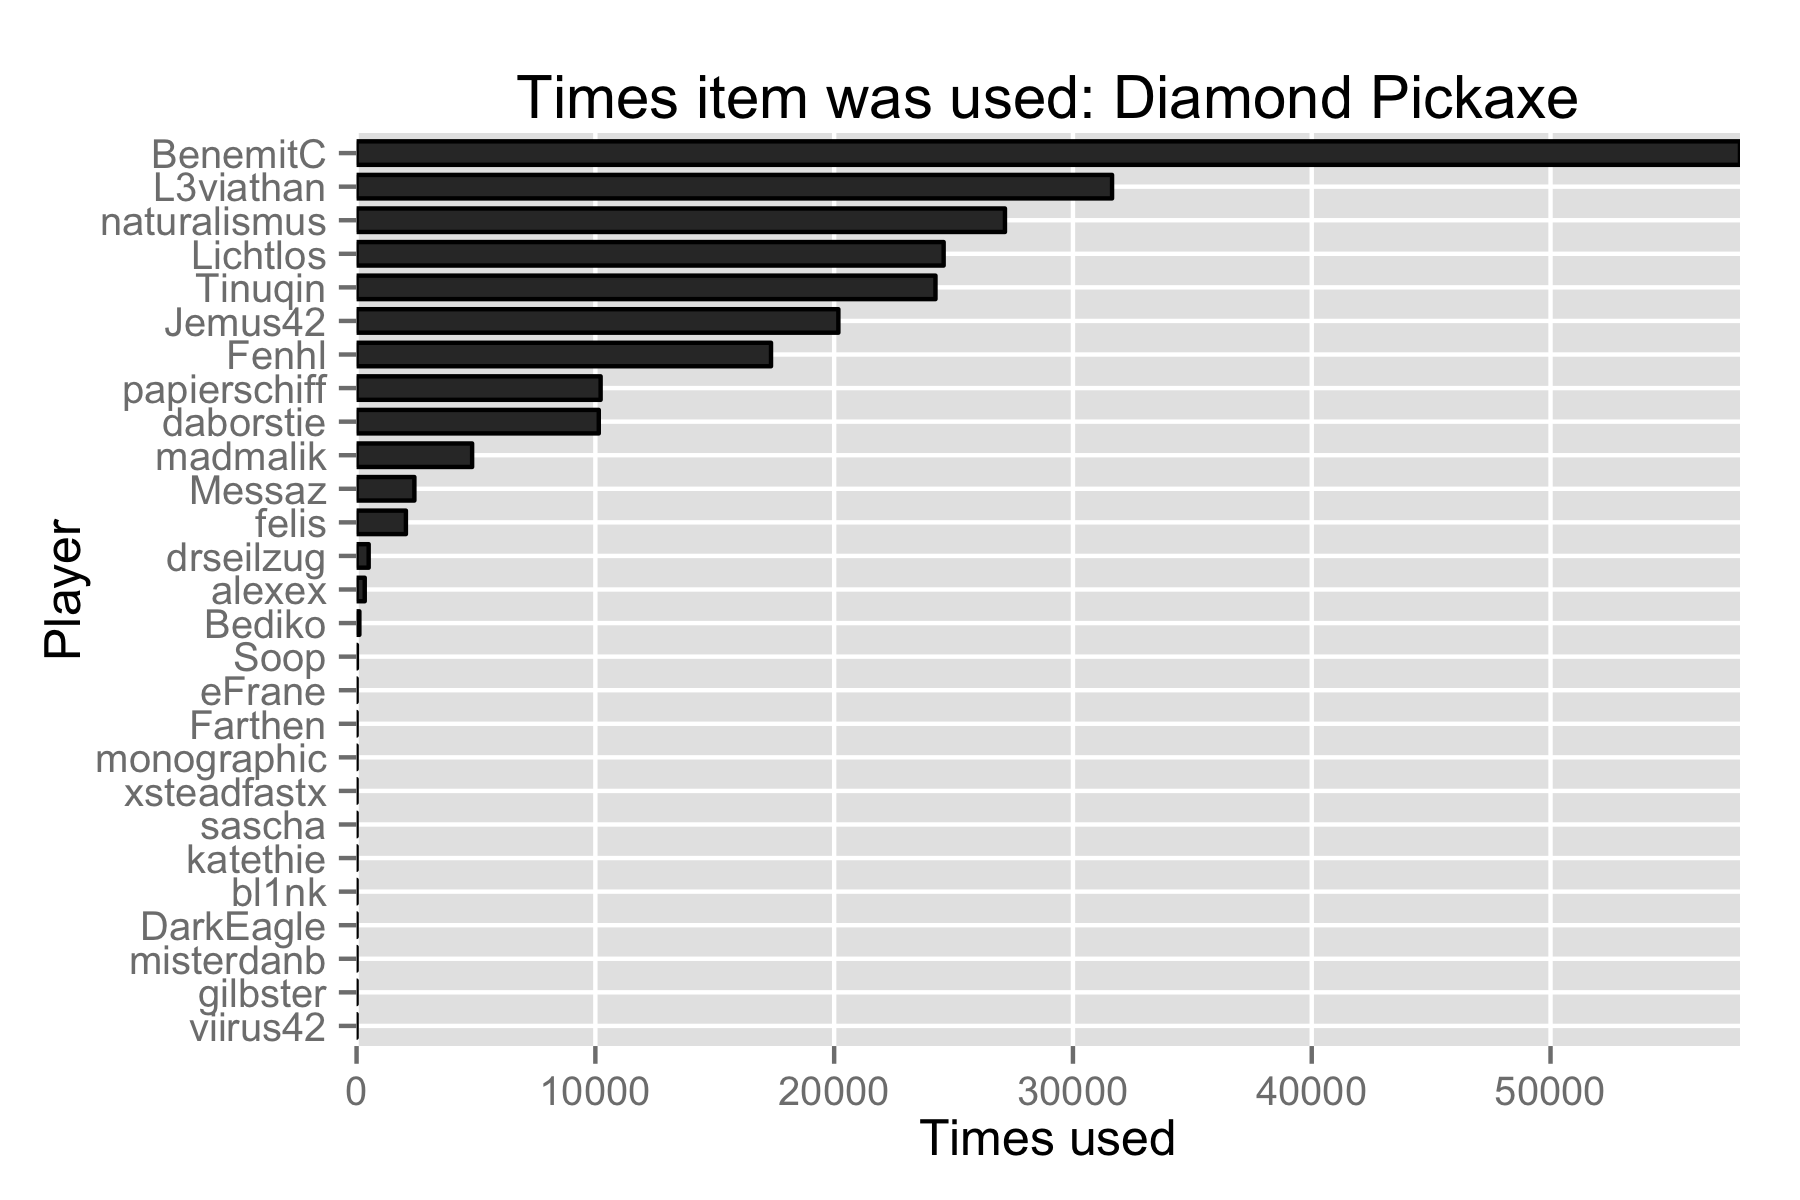 Times item was used: Diamond Pickaxe
BenemitC
L3viathan
naturalismus
Lichtlos
Tinuqin
Jemus42
Fenhl
papierschiff
daborstie
madmalik
Messaz
felis
drseilzug
alexex
Bediko
Soop
eFrane
Farthen
monographic
xsteadfastx
sascha
katethie
bl1nk
DarkEagle
misterdanb
gilbster
viirus42
Player
0 10000 20000 30000 40000 50000
Times used